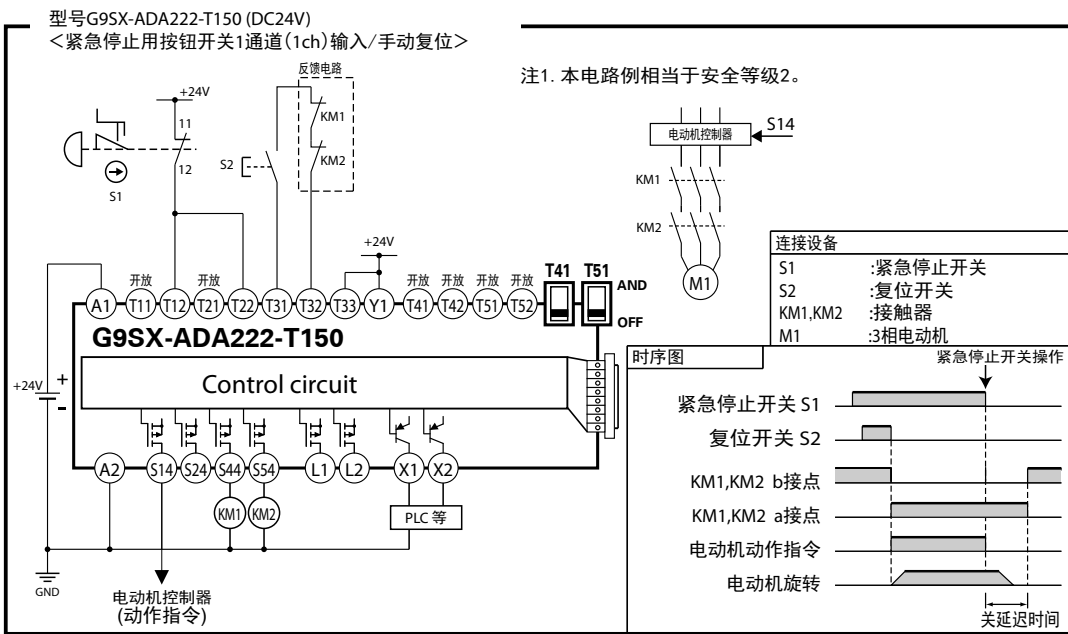 型号G9SX-ADA222-T150 (DC24V)
<紧急停止用按钮开关1通道(1ch)输入/手动复位>
反馈电路
注1. 本电路例相当于安全等级2。
+24V
11
12
S1
S2
KM1
KM2
电动机控制器
S14
KM1
KM2
M1
连接设备
S1 :紧急停止开关
S2 :复位开关
KM1,KM2 :接触器
M1 :3相电动机
+24V
开放 开放 开放 开放 开放 开放
T41 T51
AND
OFF
A1 T11 T12 T21 T22 T31 T32 T33 Y1 T41 T42 T51 T52
G9SX-ADA222-T150
Control circuit
+24V
+
-
A2 S14 S24 S44 S54 L1 L2 X1 X2
KM1 KM2
PLC 等
GND
电动机控制器
(动作指令)
时序图
紧急停止开关操作
紧急停止开关 S1
复位开关 S2
KM1,KM2 b接点
KM1,KM2 a接点
电动机动作指令
电动机旋转
关延迟时间